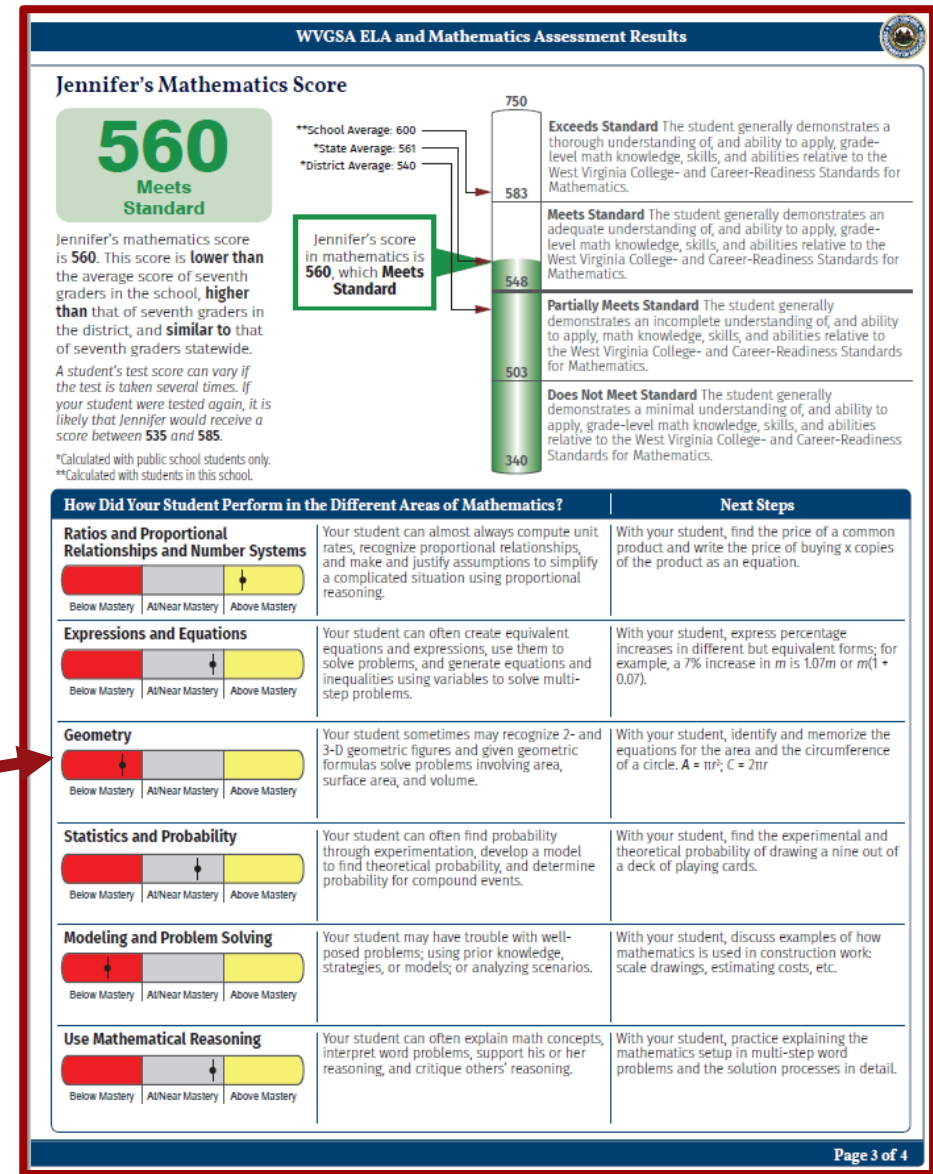 WVGSA ELA and Mathematics Assessment Results
Jennifer's Mathematics Score
560
Meets
Standard
Jennifer's mathematics score
is 560. This score is lower than
the average score of seventh
graders in the school, higher
than that of seventh graders in
the district, and similar to that
of seventh graders statewide.
A student's test score can vary if
the test is taken several times. If
your student were tested again, it is
likely that Jennifer would receive a
score between 535 and 585.
*Calculated with public school students only.
**Calculated with students in this school.
**School Average: 600
*State Average: 561
*District Average: 540
Jennifer's score
in mathematics is
560, which Meets
Standard
750
583
548
503
340
Exceeds Standard The student generally demonstrates a
thorough understanding of, and ability to apply, grade-
level math knowledge, skills, and abilities relative to the
West Virginia College- and Career-Readiness Standards for
Mathematics.
Meets Standard The student generally demonstrates an
adequate understanding of, and ability to apply, grade-
level math knowledge, skills, and abilities relative to the
West Virginia College- and Career-Readiness Standards for
Mathematics.
Partially Meets Standard The student generally
demonstrates an incomplete understanding of, and ability
to apply, math knowledge, skills, and abilities relative to
the West Virginia College- and Career-Readiness Standards
for Mathematics.
Does Not Meet Standard The student generally
demonstrates a minimal understanding of, and ability to
apply, grade-level math knowledge, skills, and abilities
relative to the West Virginia College- and Career-Readiness
Standards for Mathematics.
How Did Your Student Perform in the Different Areas of Mathematics?
Next Steps
Ratios and Proportional
Relationships and Number Systems
Below Mastery At/Near Mastery Above Mastery
Your student can almost always compute unit
rates, recognize proportional relationships,
and make and justify assumptions to simplify
a complicated situation using proportional
reasoning.
With your student, find the price of a common
product and write the price of buying x copies
of the product as an equation.
Expressions and Equations
Below Mastery At/Near Mastery Above Mastery
Your student can often create equivalent
equations and expressions, use them to
solve problems, and generate equations and
inequalities using variables to solve multi-
step problems.
With your student, express percentage
increases in different but equivalent forms; for
example, a 7% increase in m is 1.07m or m(1 +
0.07).
Geometry
Below Mastery At/Near Mastery Above Mastery
Your student sometimes may recognize 2- and
3-D geometric figures and given geometric
formulas solve problems involving area,
surface area, and volume.
With your student, identify and memorize the
equations for the area and the circumference
of a circle. A = πr²; C = 2πr
Statistics and Probability
Below Mastery At/Near Mastery Above Mastery
Your student can often find probability
through experimentation, develop a model
to find theoretical probability, and determine
probability for compound events.
With your student, find the experimental and
theoretical probability of drawing a nine out of
a deck of playing cards.
Modeling and Problem Solving
Below Mastery At/Near Mastery Above Mastery
Your student may have trouble with well-
posed problems; using prior knowledge,
strategies, or models; or analyzing scenarios.
With your student, discuss examples of how
mathematics is used in construction work:
scale drawings, estimating costs, etc.
Use Mathematical Reasoning
Below Mastery At/Near Mastery Above Mastery
Your student can often explain math concepts,
interpret word problems, support his or her
reasoning, and critique others' reasoning.
With your student, practice explaining the
mathematics setup in multi-step word
problems and the solution processes in detail.
Page 3 of 4